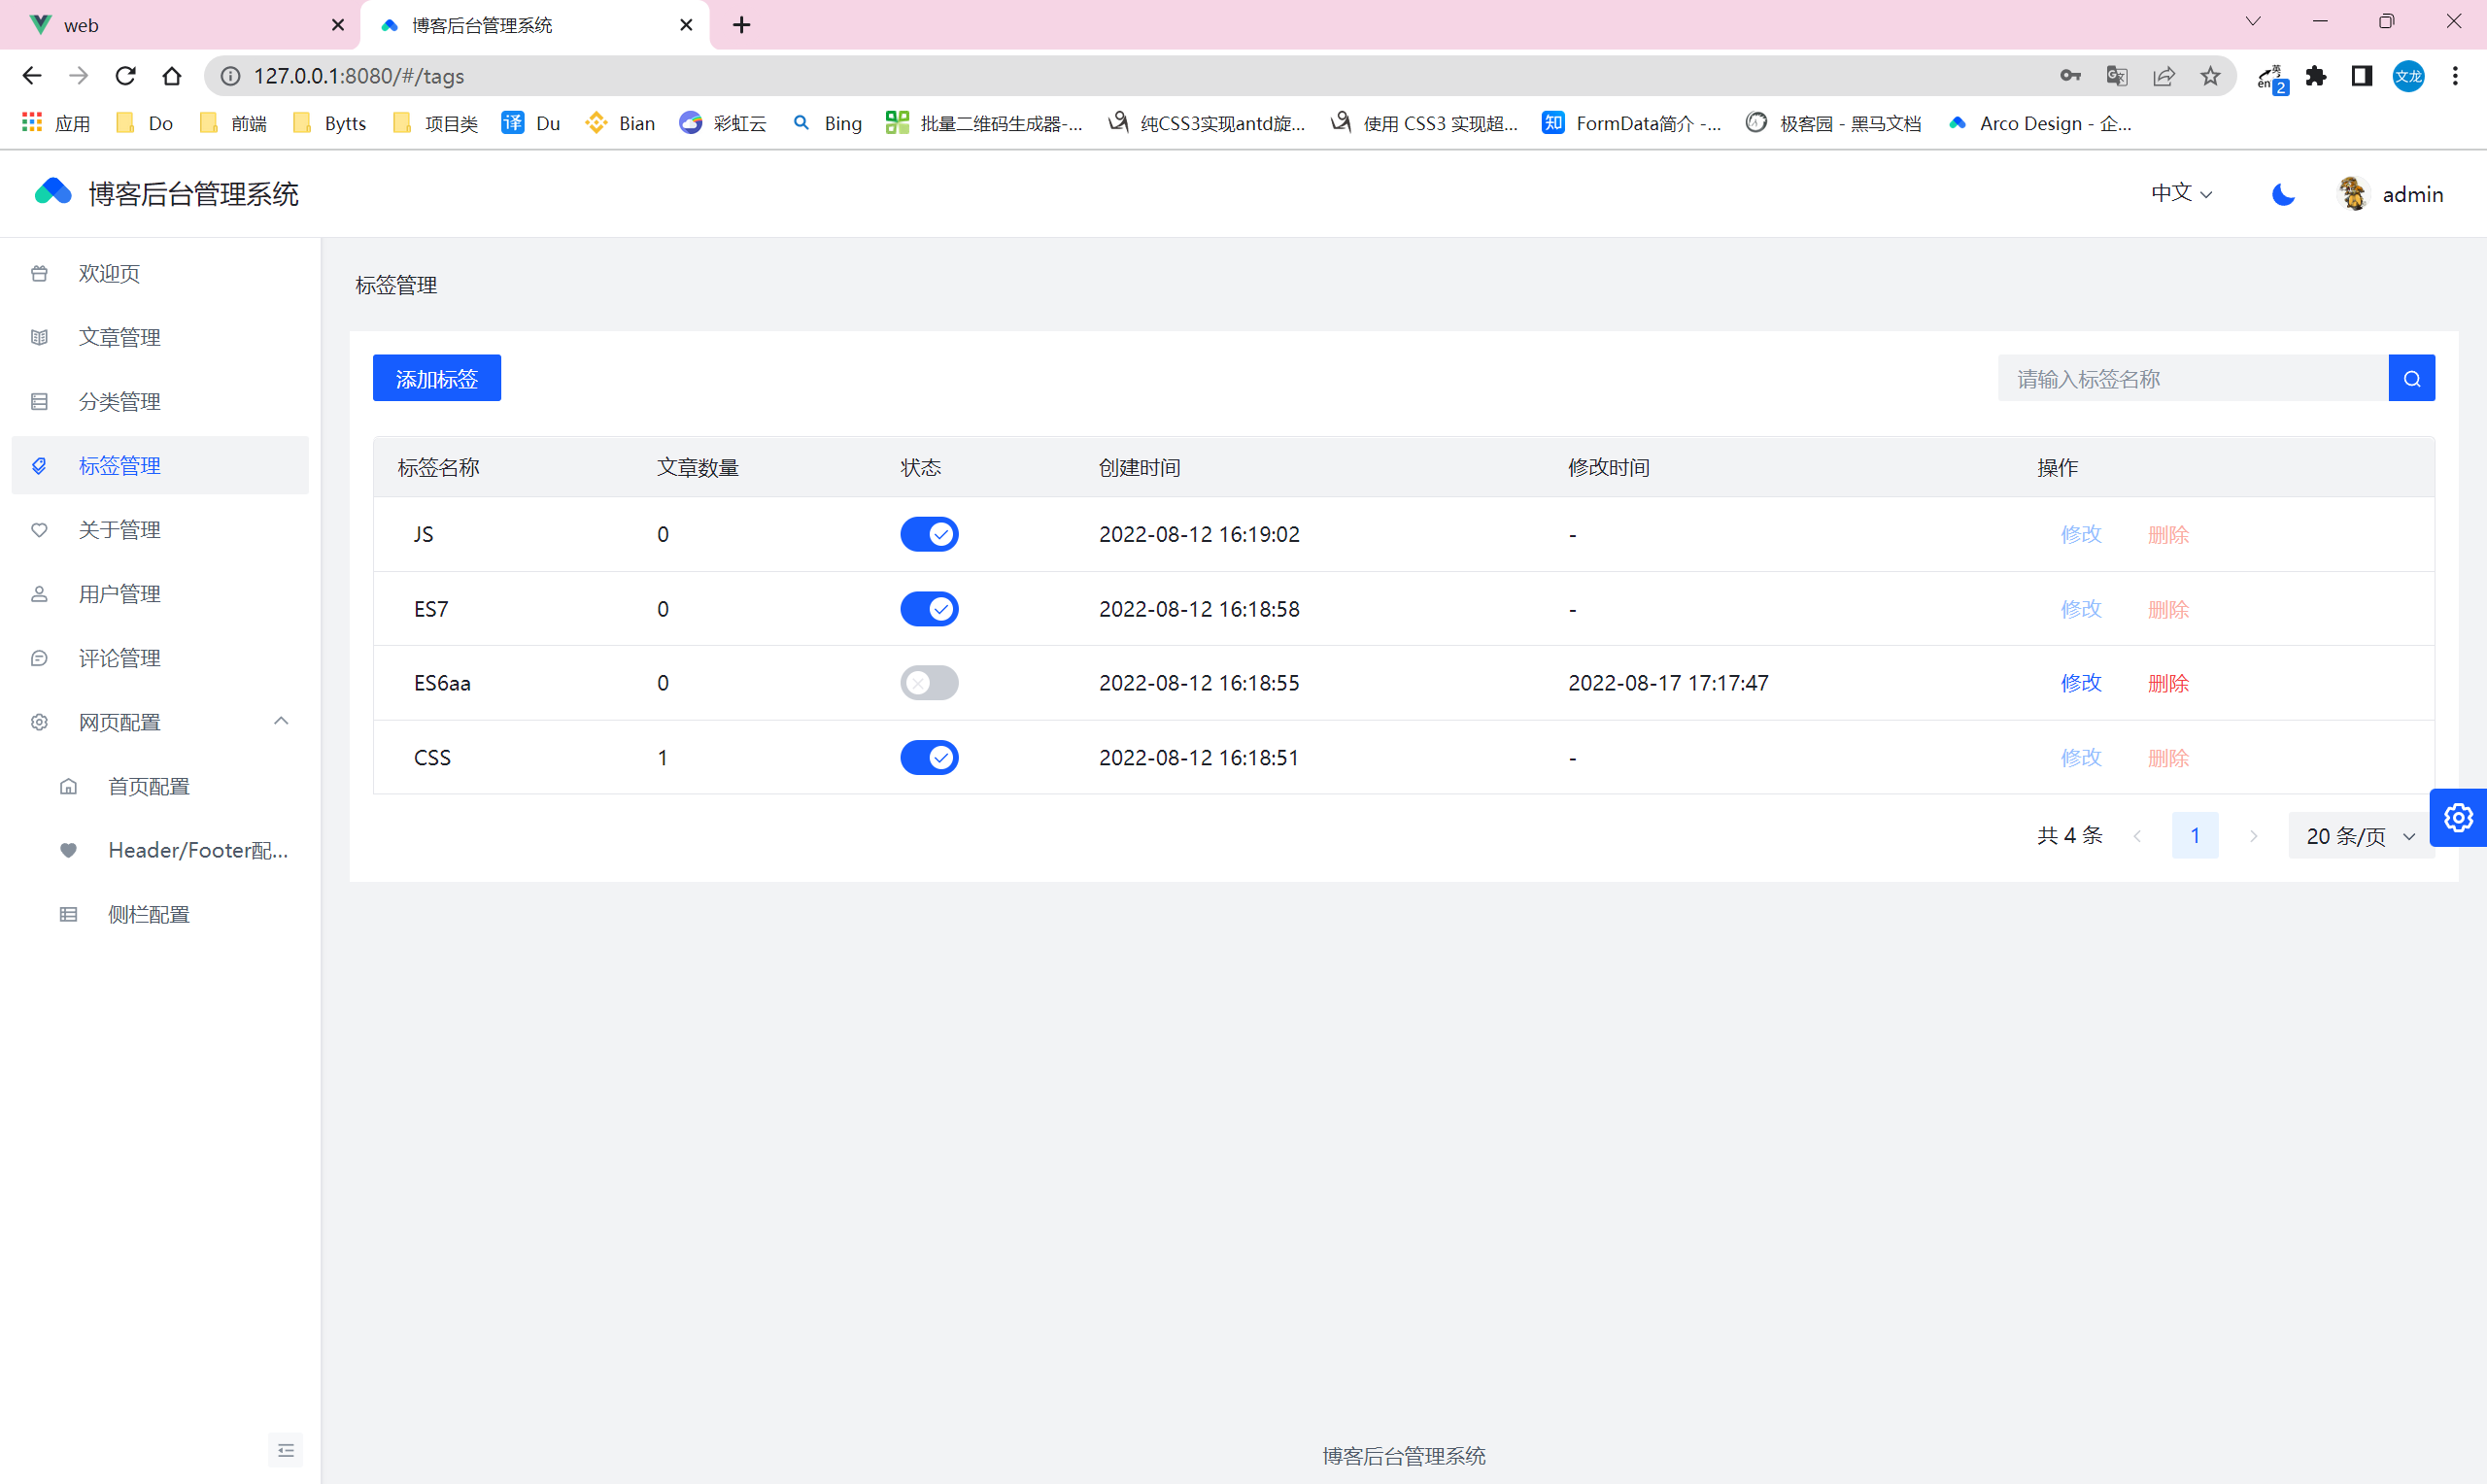 web
博客后台管理系统
127.0.0.1:8080/#/tags
英 en 2
文龙
应用 Do 前端 Bytts 项目类 译 Du Bian 彩虹云 Bing 批量二维码生成器-... 纯CSS3实现antd旋... 使用 CSS3 实现超... 知 FormData简介 -... 极客园 - 黑马文档 Arco Design - 企...
博客后台管理系统
中文
admin
欢迎页
文章管理
分类管理
标签管理
关于管理
用户管理
评论管理
网页配置
首页配置
Header/Footer配...
侧栏配置
标签管理
添加标签
请输入标签名称
标签名称 文章数量 状态 创建时间 修改时间 操作
JS 0 2022-08-12 16:19:02 - 修改 删除
ES7 0 2022-08-12 16:18:58 - 修改 删除
ES6aa 0 2022-08-12 16:18:55 2022-08-17 17:17:47 修改 删除
CSS 1 2022-08-12 16:18:51 - 修改 删除
共 4 条 1 20 条/页
博客后台管理系统